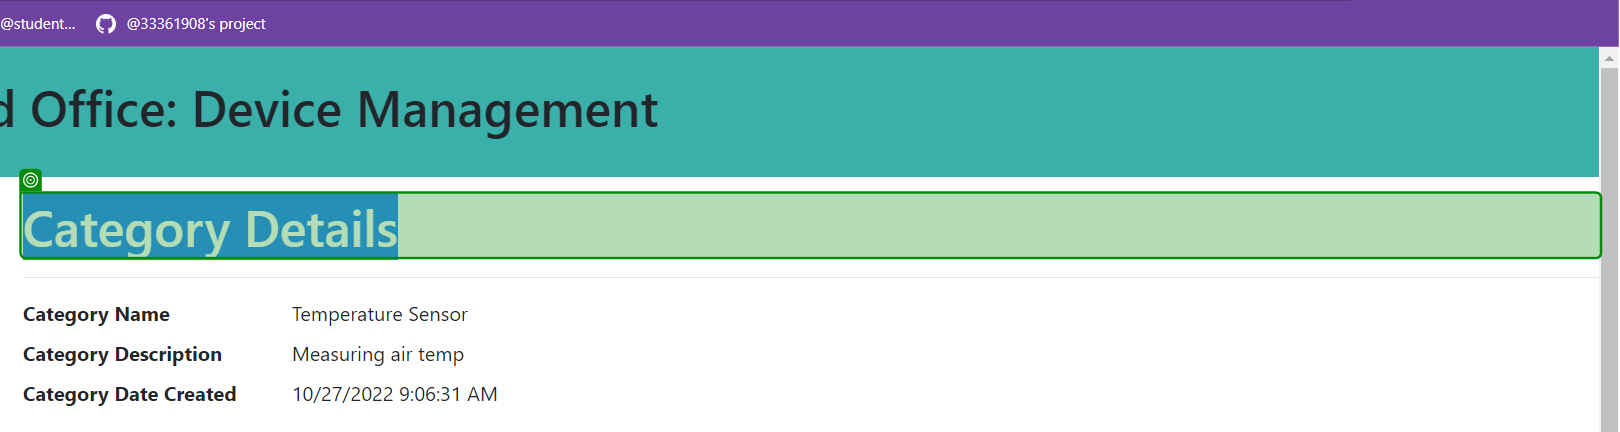 @student... @33361908's project
d Office: Device Management
Category Details
Category Name Temperature Sensor
Category Description Measuring air temp
Category Date Created 10/27/2022 9:06:31 AM